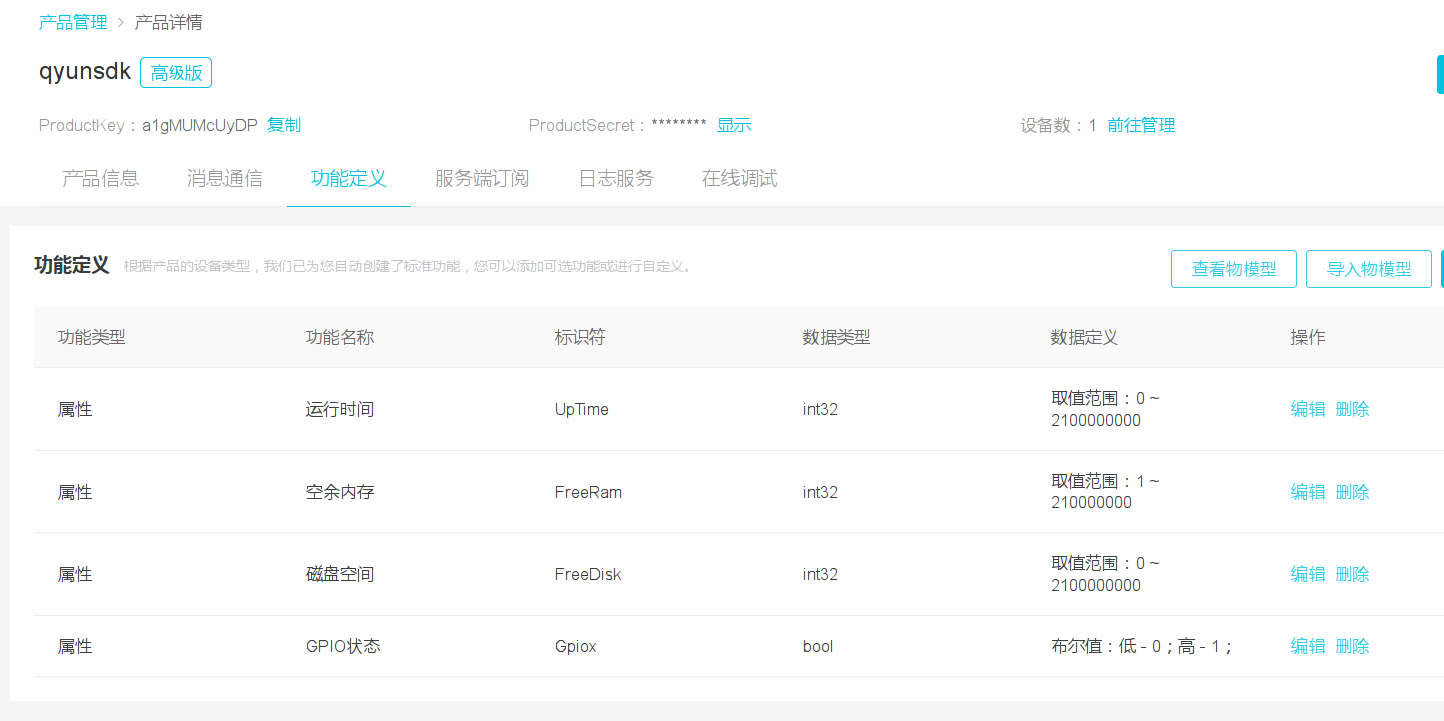 产品管理 > 产品详情
qyunsdk 高级版
ProductKey : a1gMUMcUyDP 复制 ProductSecret : ******** 显示 设备数 : 1 前往管理
产品信息 消息通信 功能定义 服务端订阅 日志服务 在线调试
功能定义 根据产品的设备类型，我们已为您自动创建了标准功能，您可以添加可选功能或进行自定义。 查看物模型 导入物模型
功能类型 功能名称 标识符 数据类型 数据定义 操作
属性 运行时间 UpTime int32 取值范围：0 ~ 编辑 删除
2100000000
属性 空余内存 FreeRam int32 取值范围：1 ~ 编辑 删除
210000000
属性 磁盘空间 FreeDisk int32 取值范围：0 ~ 编辑 删除
2100000000
属性 GPIO状态 Gpiox bool 布尔值：低 - 0；高 - 1； 编辑 删除